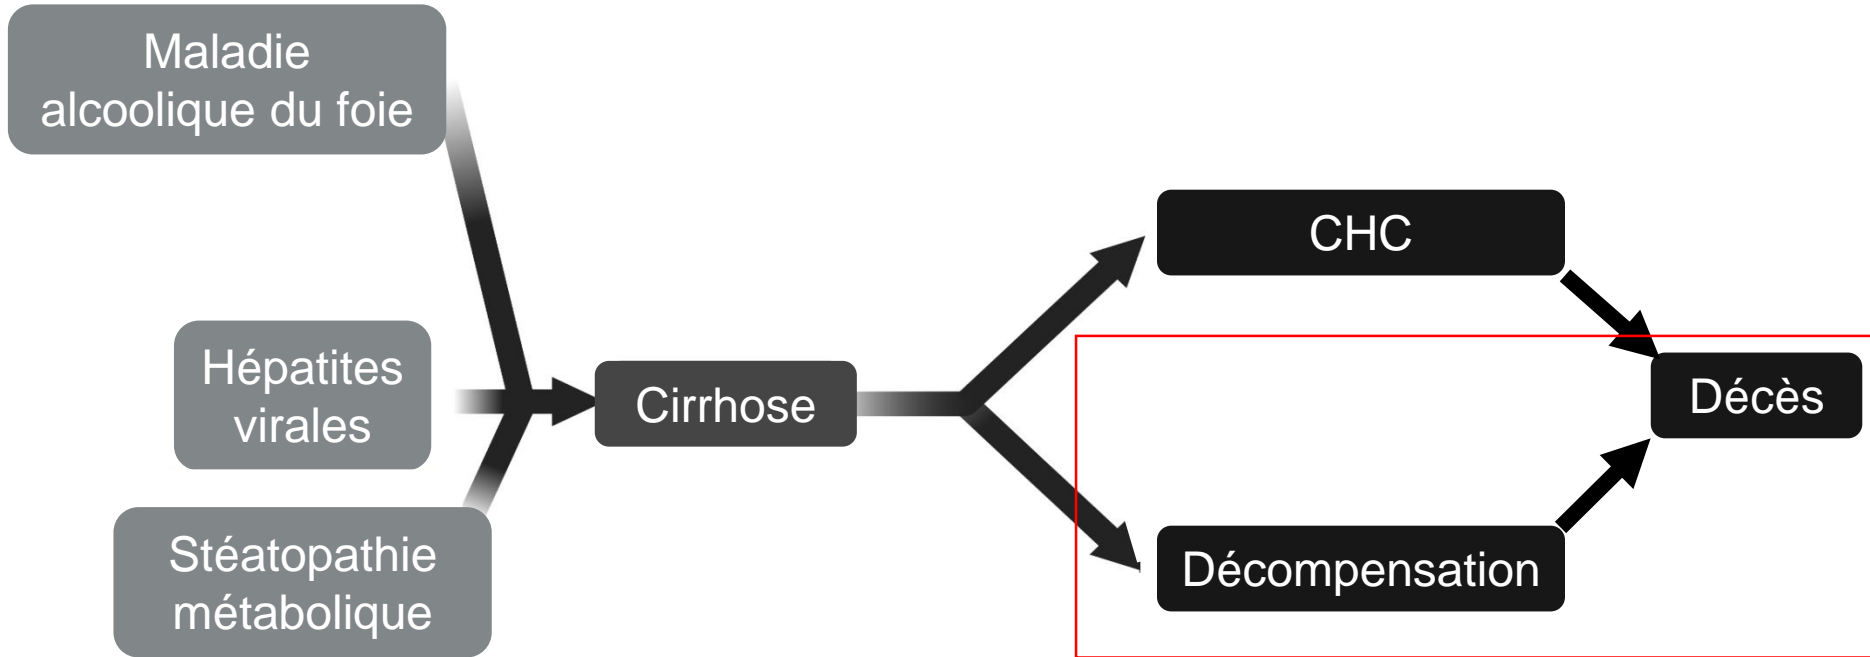 Maladie
alcoolique du foie
Hépatites
virales
Stéatopathie
métabolique
Cirrhose
CHC
Décompensation
Décès